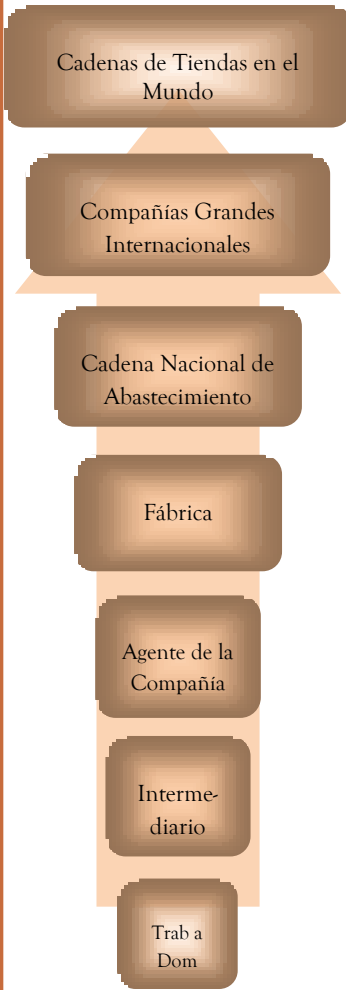 Cadenas de Tiendas en el
Mundo
Compañías Grandes
Internacionales
Cadena Nacional de
Abastecimiento
Fábrica
Agente de la
Compañía
Interme-
diario
Trab a
Dom